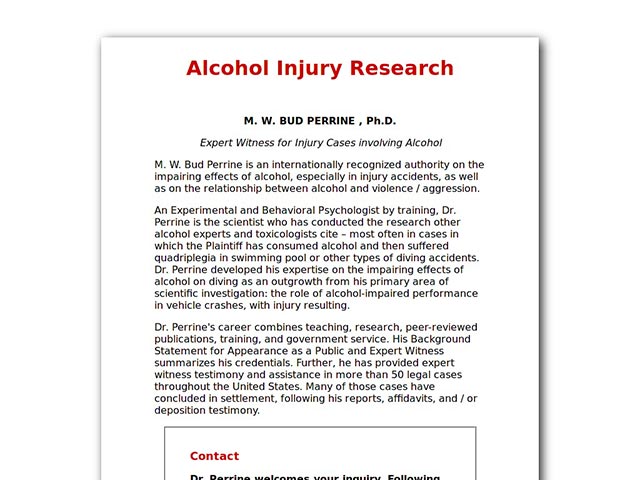 Alcohol Injury Research
M. W. BUD PERRINE , Ph.D.
Expert Witness for Injury Cases involving Alcohol
M. W. Bud Perrine is an internationally recognized authority on the
impairing effects of alcohol, especially in injury accidents, as well
as on the relationship between alcohol and violence / aggression.
An Experimental and Behavioral Psychologist by training, Dr.
Perrine is the scientist who has conducted the research other
alcohol experts and toxicologists cite – most often in cases in
which the Plaintiff has consumed alcohol and then suffered
quadriplegia in swimming pool or other types of diving accidents.
Dr. Perrine developed his expertise on the impairing effects of
alcohol on diving as an outgrowth from his primary area of
scientific investigation: the role of alcohol-impaired performance
in vehicle crashes, with injury resulting.
Dr. Perrine's career combines teaching, research, peer-reviewed
publications, training, and government service. His Background
Statement for Appearance as a Public and Expert Witness
summarizes his credentials. Further, he has provided expert
witness testimony and assistance in more than 50 legal cases
throughout the United States. Many of those cases have
concluded in settlement, following his reports, affidavits, and / or
deposition testimony.
Contact
Dr. Perrine welcomes your inquiry. Following